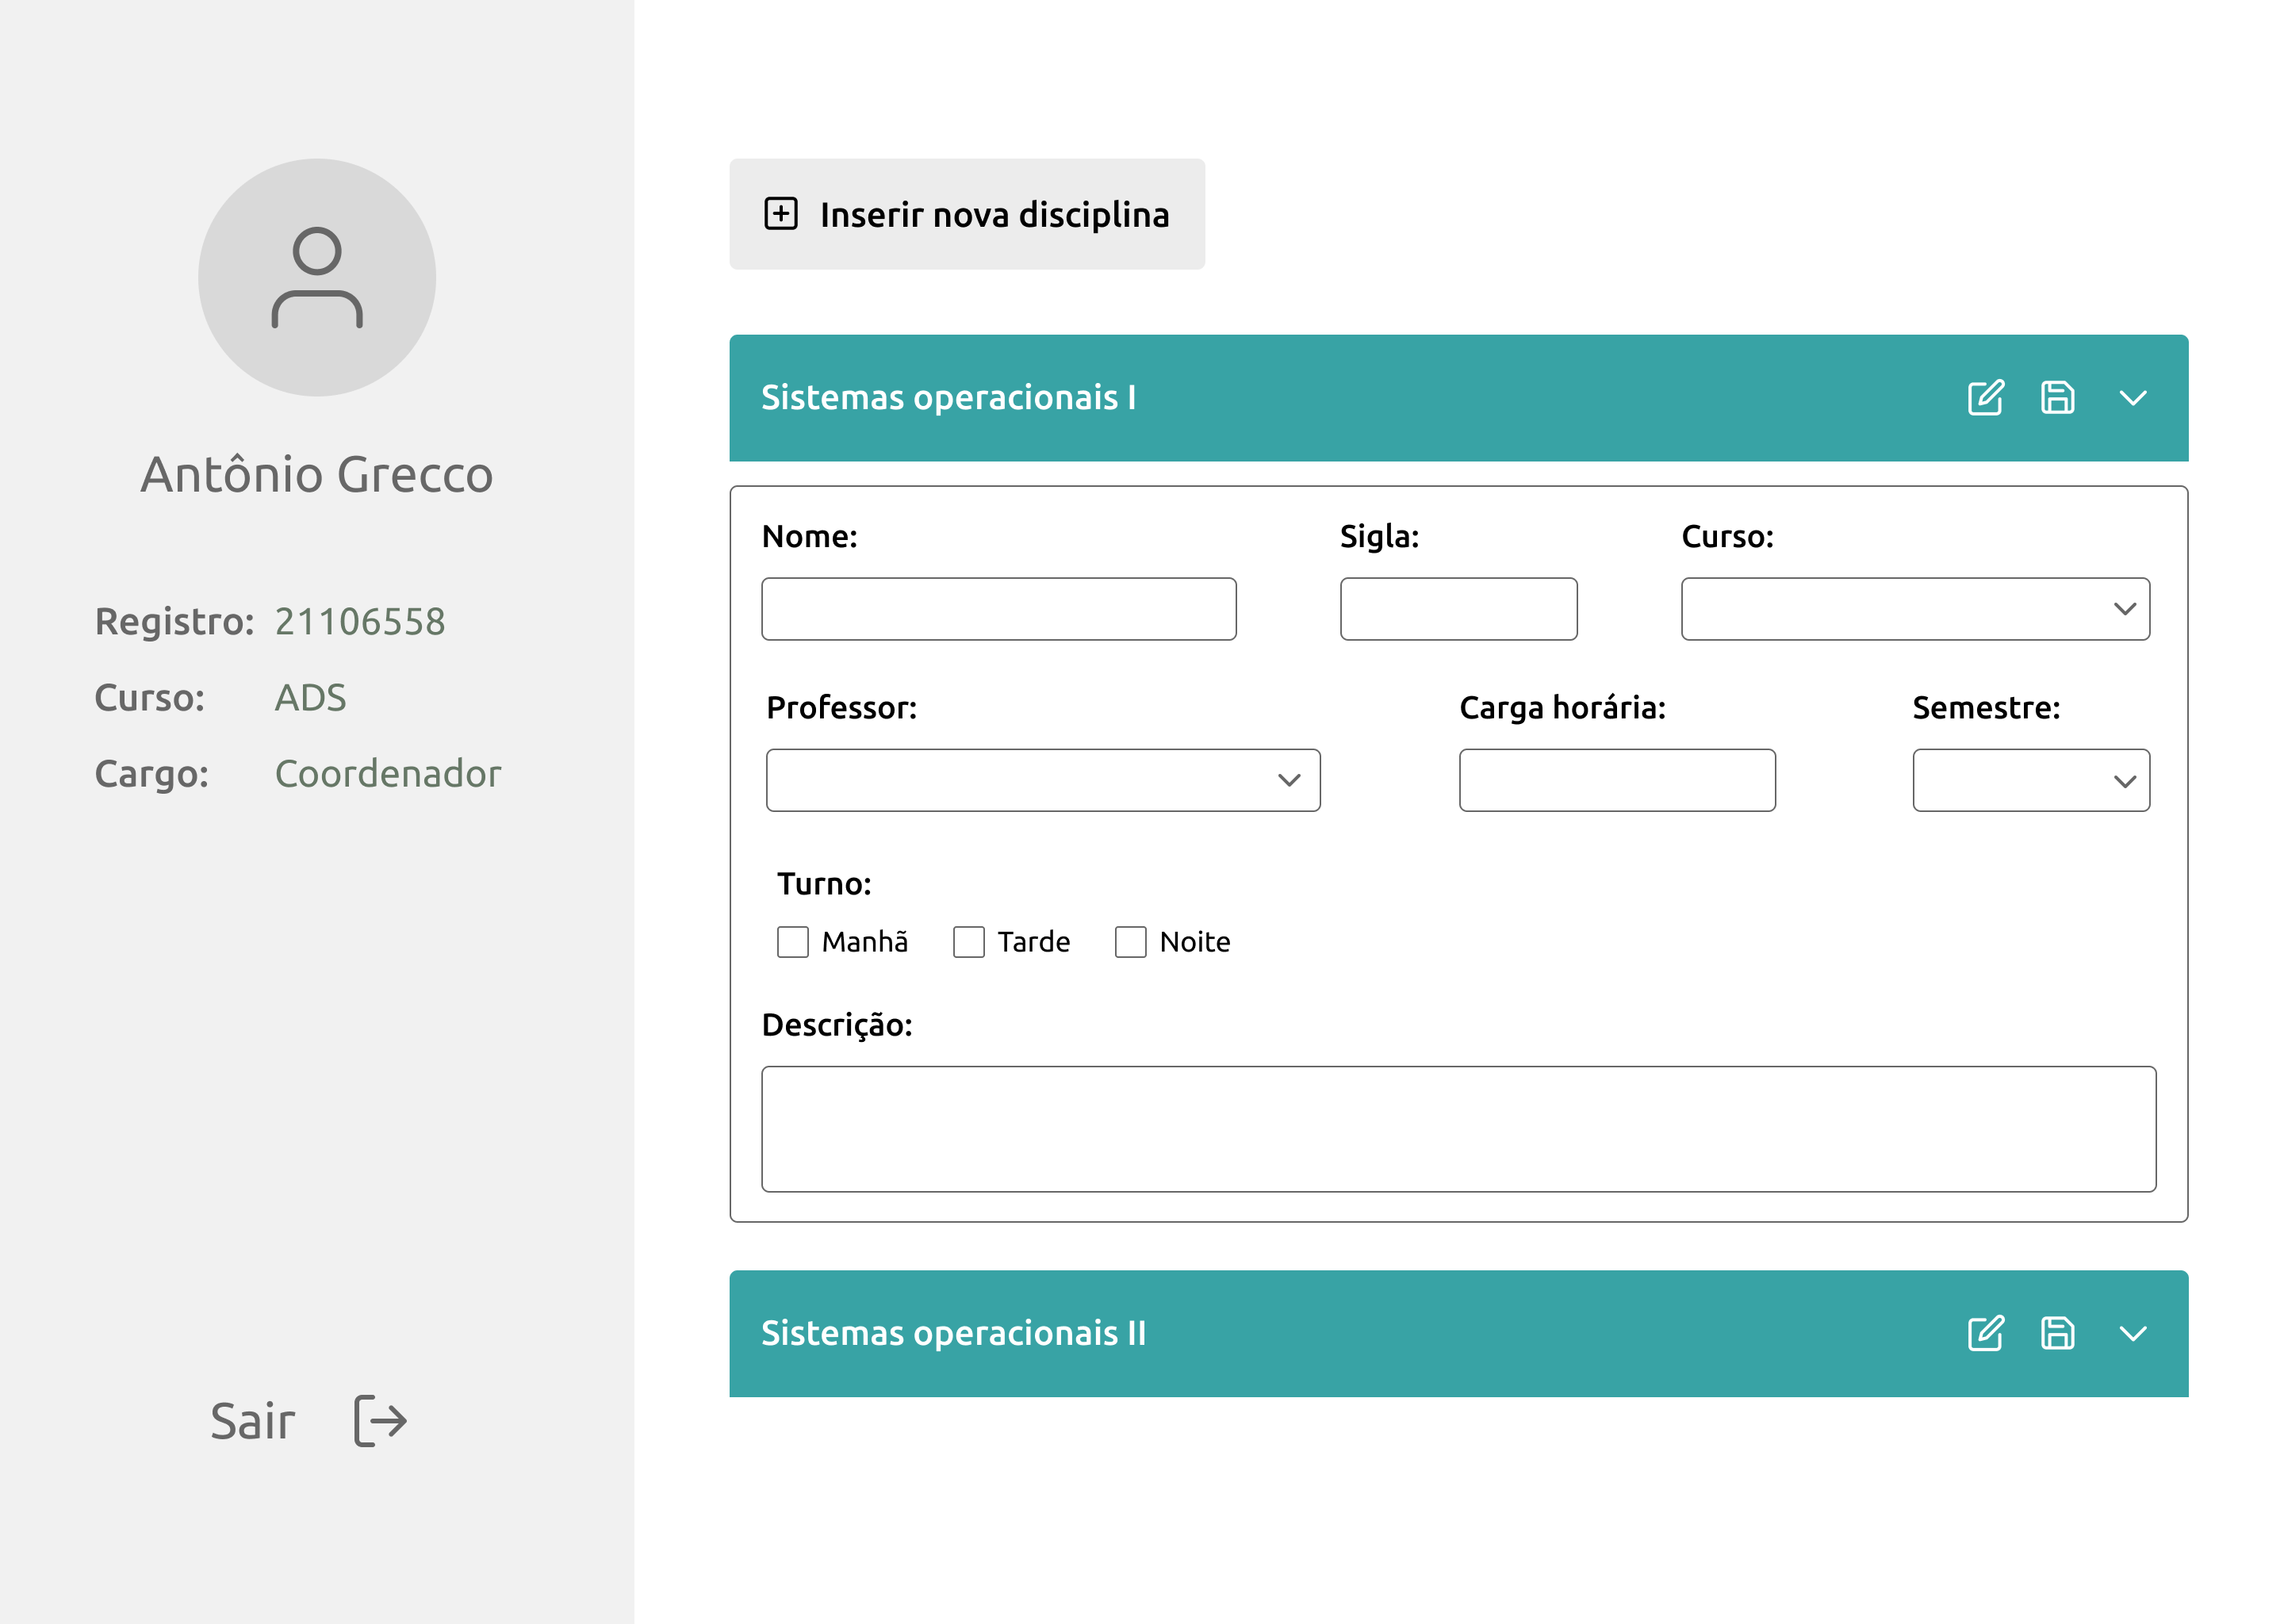 Antônio Grecco
Registro: 21106558
Curso: ADS
Cargo: Coordenador
Sair
Inserir nova disciplina
Sistemas operacionais I
Nome: Sigla: Curso:
Professor: Carga horária: Semestre:
Turno:
Manhã Tarde Noite
Descrição:
Sistemas operacionais II